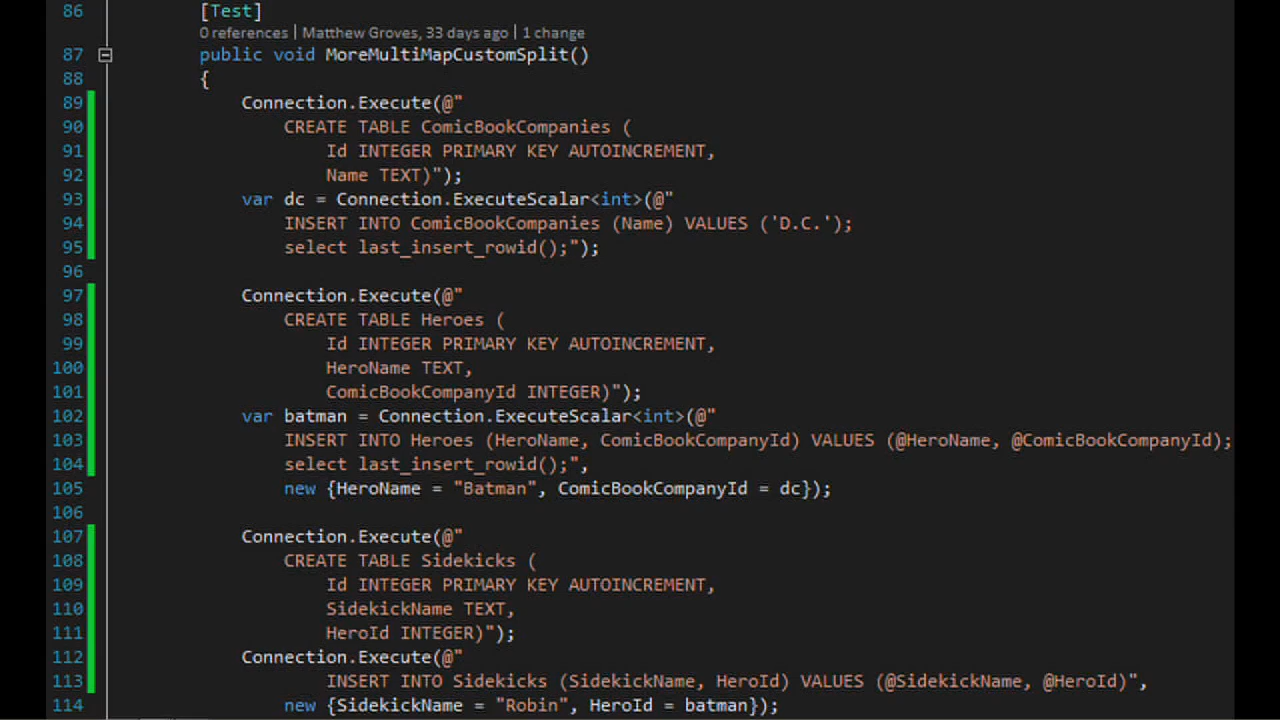 86 [Test]
0 references | Matthew Groves, 33 days ago | 1 change
87 public void MoreMultiMapCustomSplit()
88 {
89 Connection.Execute(@"
90 CREATE TABLE ComicBookCompanies (
91 Id INTEGER PRIMARY KEY AUTOINCREMENT,
92 Name TEXT)");
93 var dc = Connection.ExecuteScalar<int>(@"
94 INSERT INTO ComicBookCompanies (Name) VALUES ('D.C.');
95 select last_insert_rowid();");
96
97 Connection.Execute(@"
98 CREATE TABLE Heroes (
99 Id INTEGER PRIMARY KEY AUTOINCREMENT,
100 HeroName TEXT,
101 ComicBookCompanyId INTEGER)");
102 var batman = Connection.ExecuteScalar<int>(@"
103 INSERT INTO Heroes (HeroName, ComicBookCompanyId) VALUES (@HeroName, @ComicBookCompanyId);
104 select last_insert_rowid();",
105 new {HeroName = "Batman", ComicBookCompanyId = dc});
106
107 Connection.Execute(@"
108 CREATE TABLE Sidekicks (
109 Id INTEGER PRIMARY KEY AUTOINCREMENT,
110 SidekickName TEXT,
111 HeroId INTEGER)");
112 Connection.Execute(@"
113 INSERT INTO Sidekicks (SidekickName, HeroId) VALUES (@SidekickName, @HeroId)",
114 new {SidekickName = "Robin", HeroId = batman});